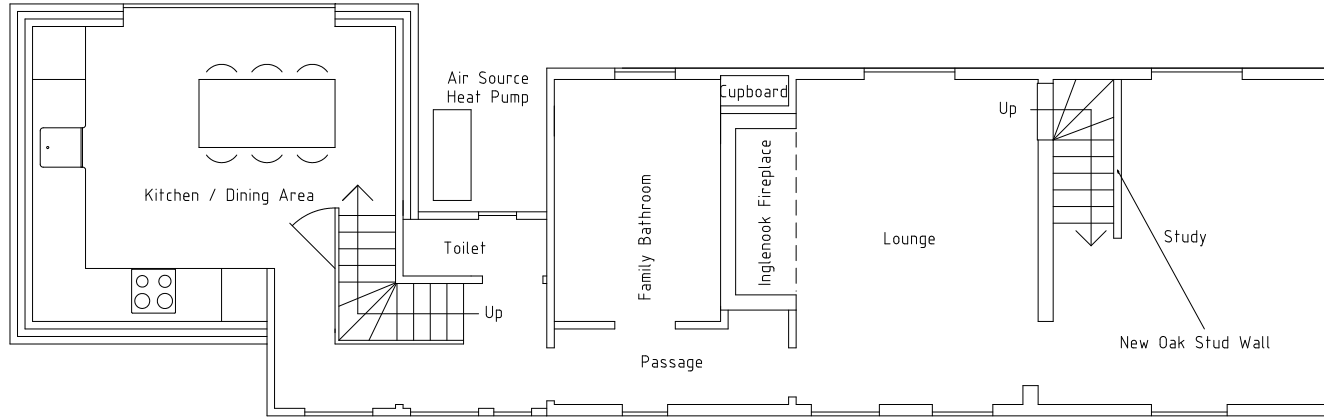 Air Source
Heat Pump
Cupboard
Up
Kitchen / Dining Area
Toilet
Family Bathroom
Inglenook Fireplace
Lounge
Study
Up
New Oak Stud Wall
Passage